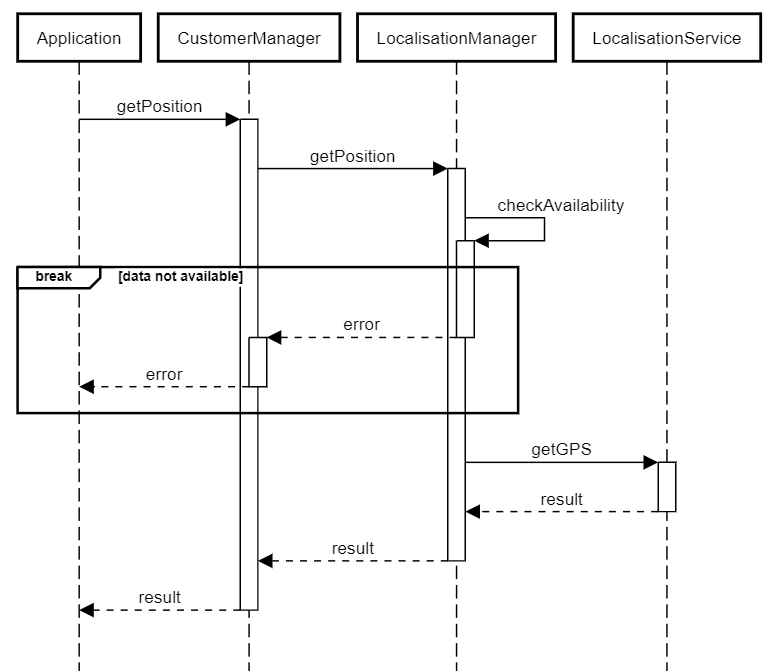 Application
CustomerManager
LocalisationManager
LocalisationService
getPosition
getPosition
checkAvailability
break
[data not available]
error
error
getGPS
result
result
result